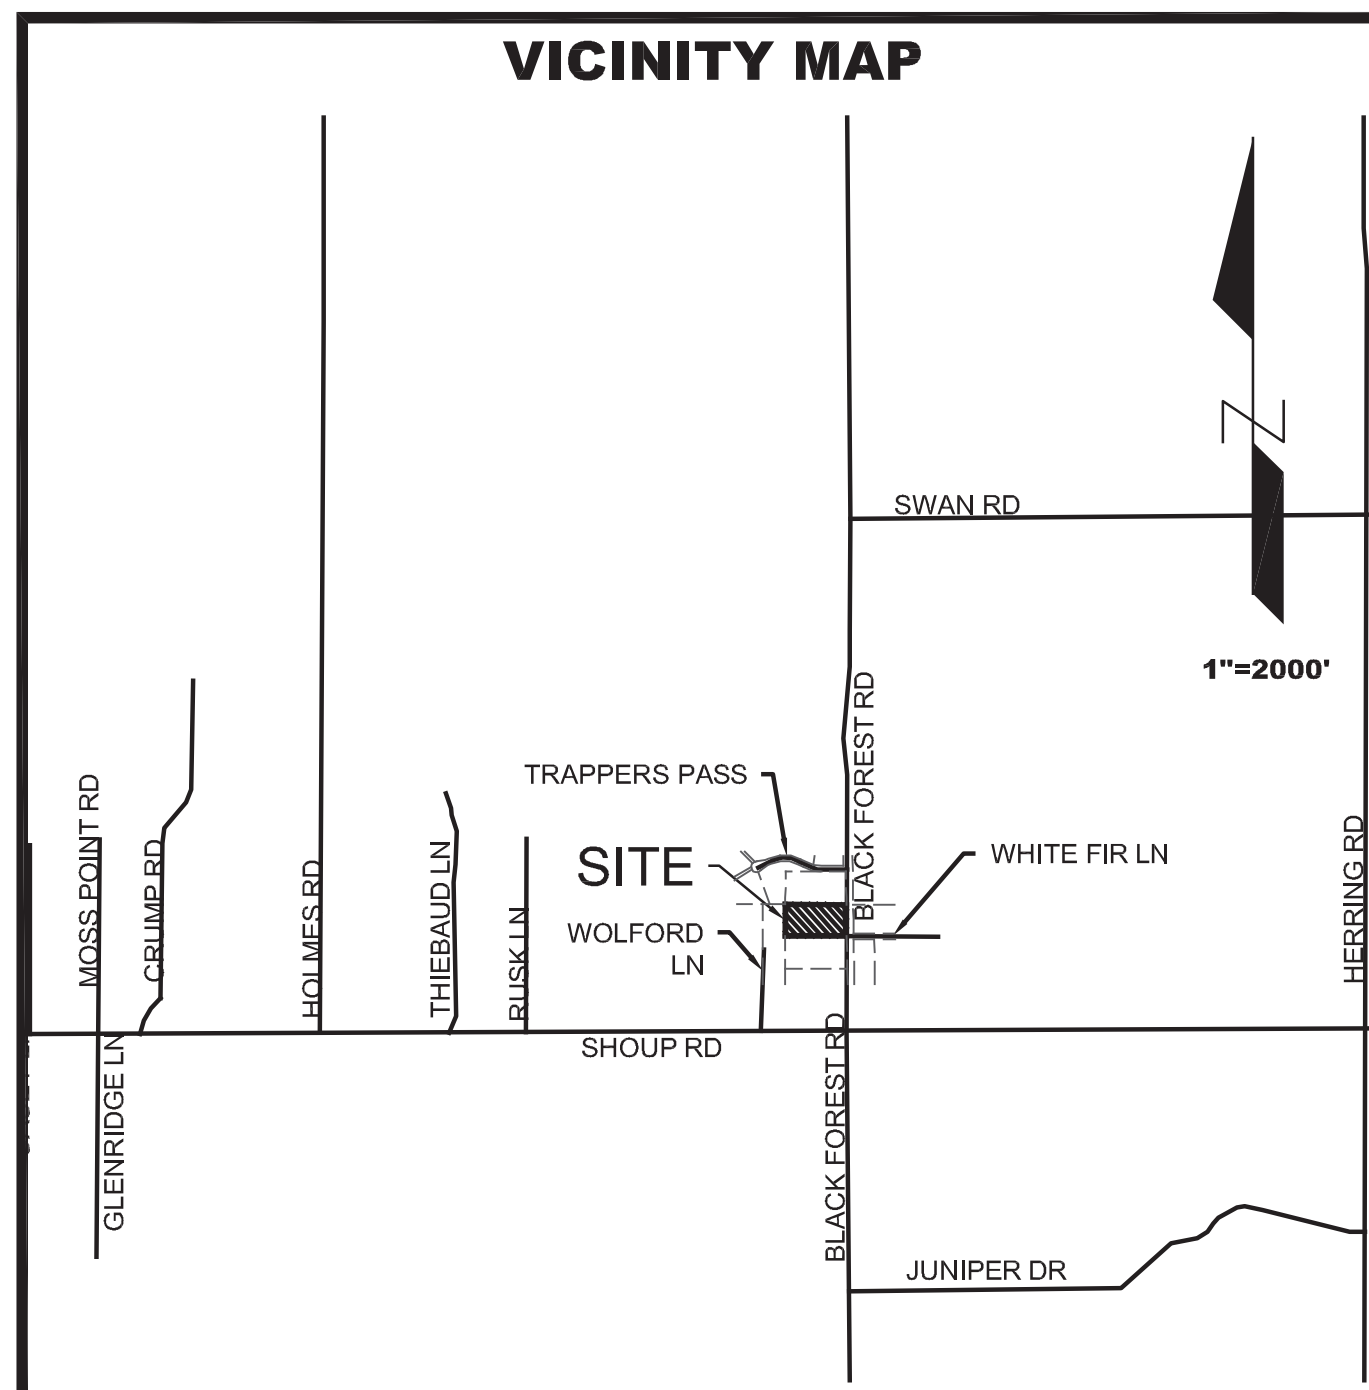 VICINITY MAP
SWAN RD
1"=2000'
BLACK FOREST RD
TRAPPERS PASS
MOSS POINT RD
CRUMP RD
HOLMES RD
THIEBAUD LN
RUSK LN
SITE
WHITE FIR LN
HERRING RD
WOLFORD
LN
SHOUP RD
GLENRIDGE LN
BLACK FOREST RD
JUNIPER DR
N